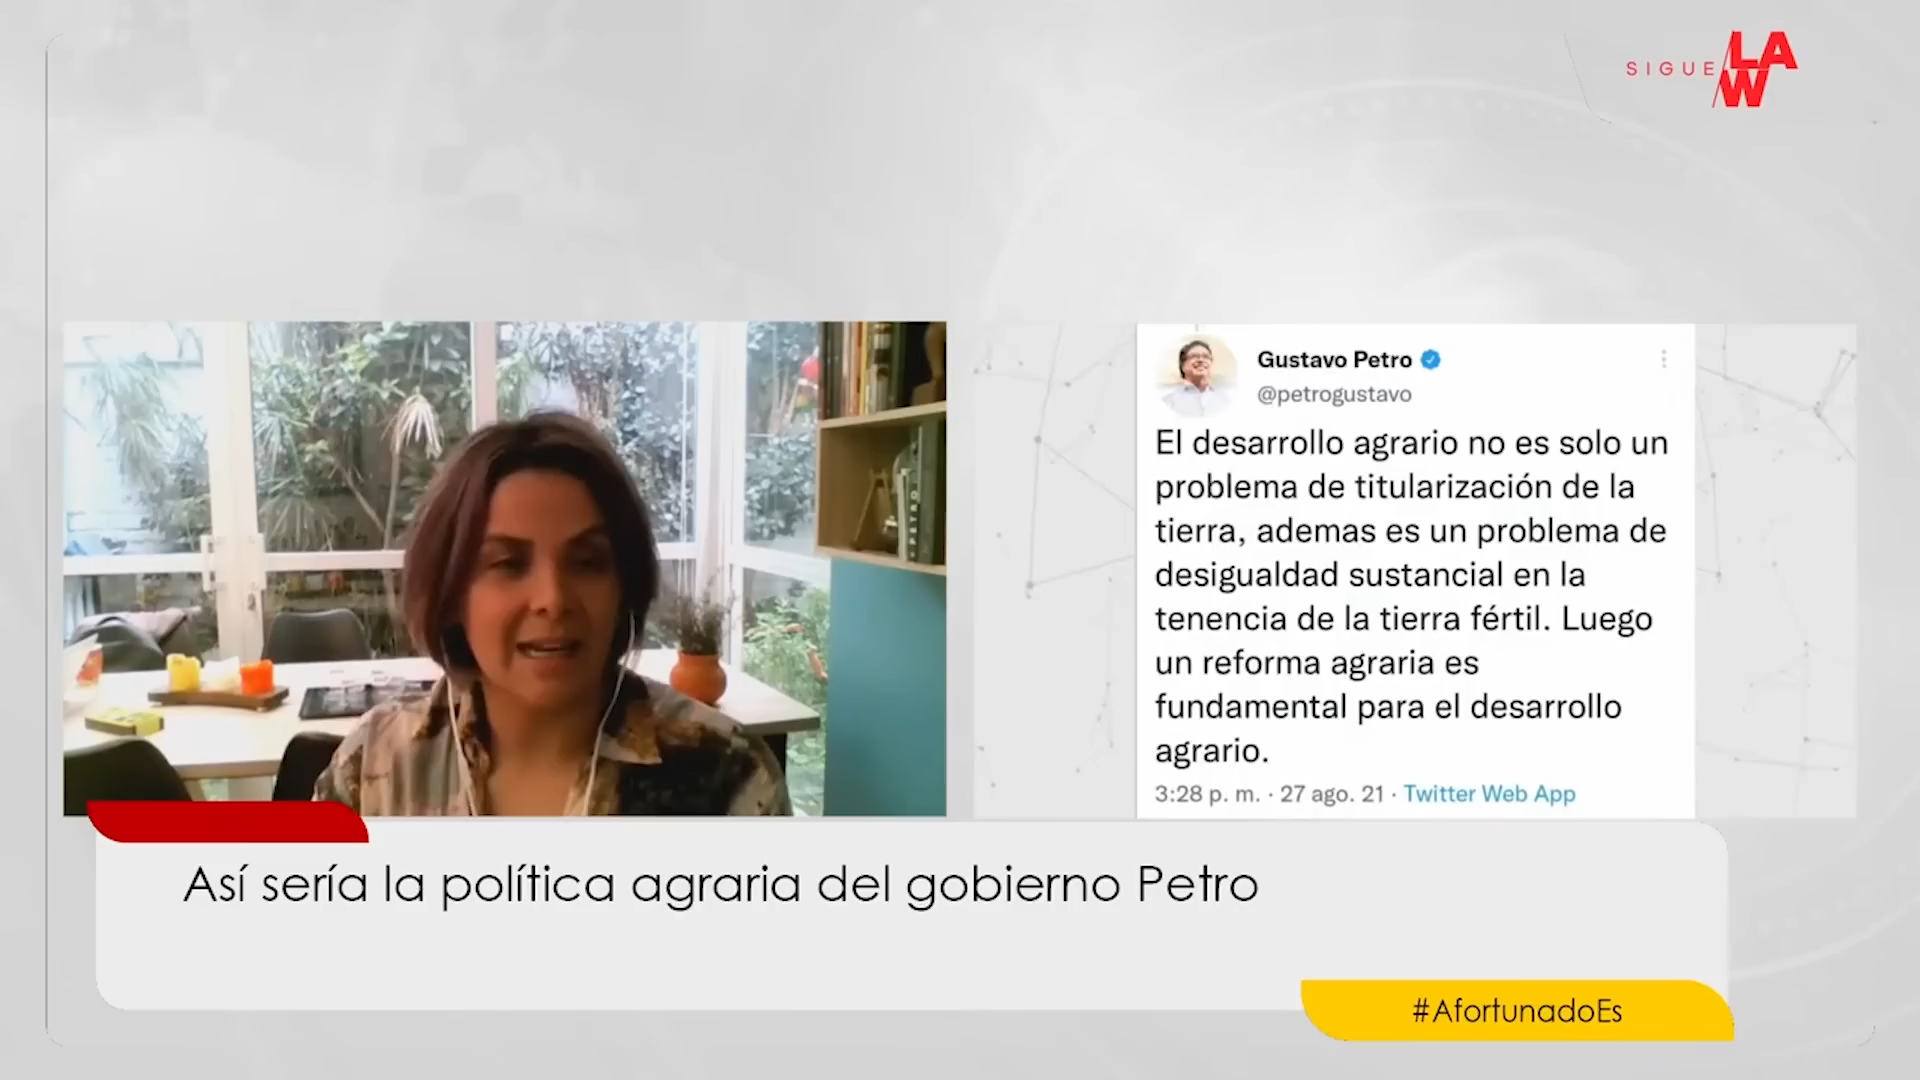 SIGUE LA W
Gustavo Petro
@petrogustavo
El desarrollo agrario no es solo un
problema de titularización de la
tierra, ademas es un problema de
desigualdad sustancial en la
tenencia de la tierra fértil. Luego
un reforma agraria es
fundamental para el desarrollo
agrario.
3:28 p. m. · 27 ago. 21 · Twitter Web App
PETRO
Así sería la política agraria del gobierno Petro
#AfortunadoEs